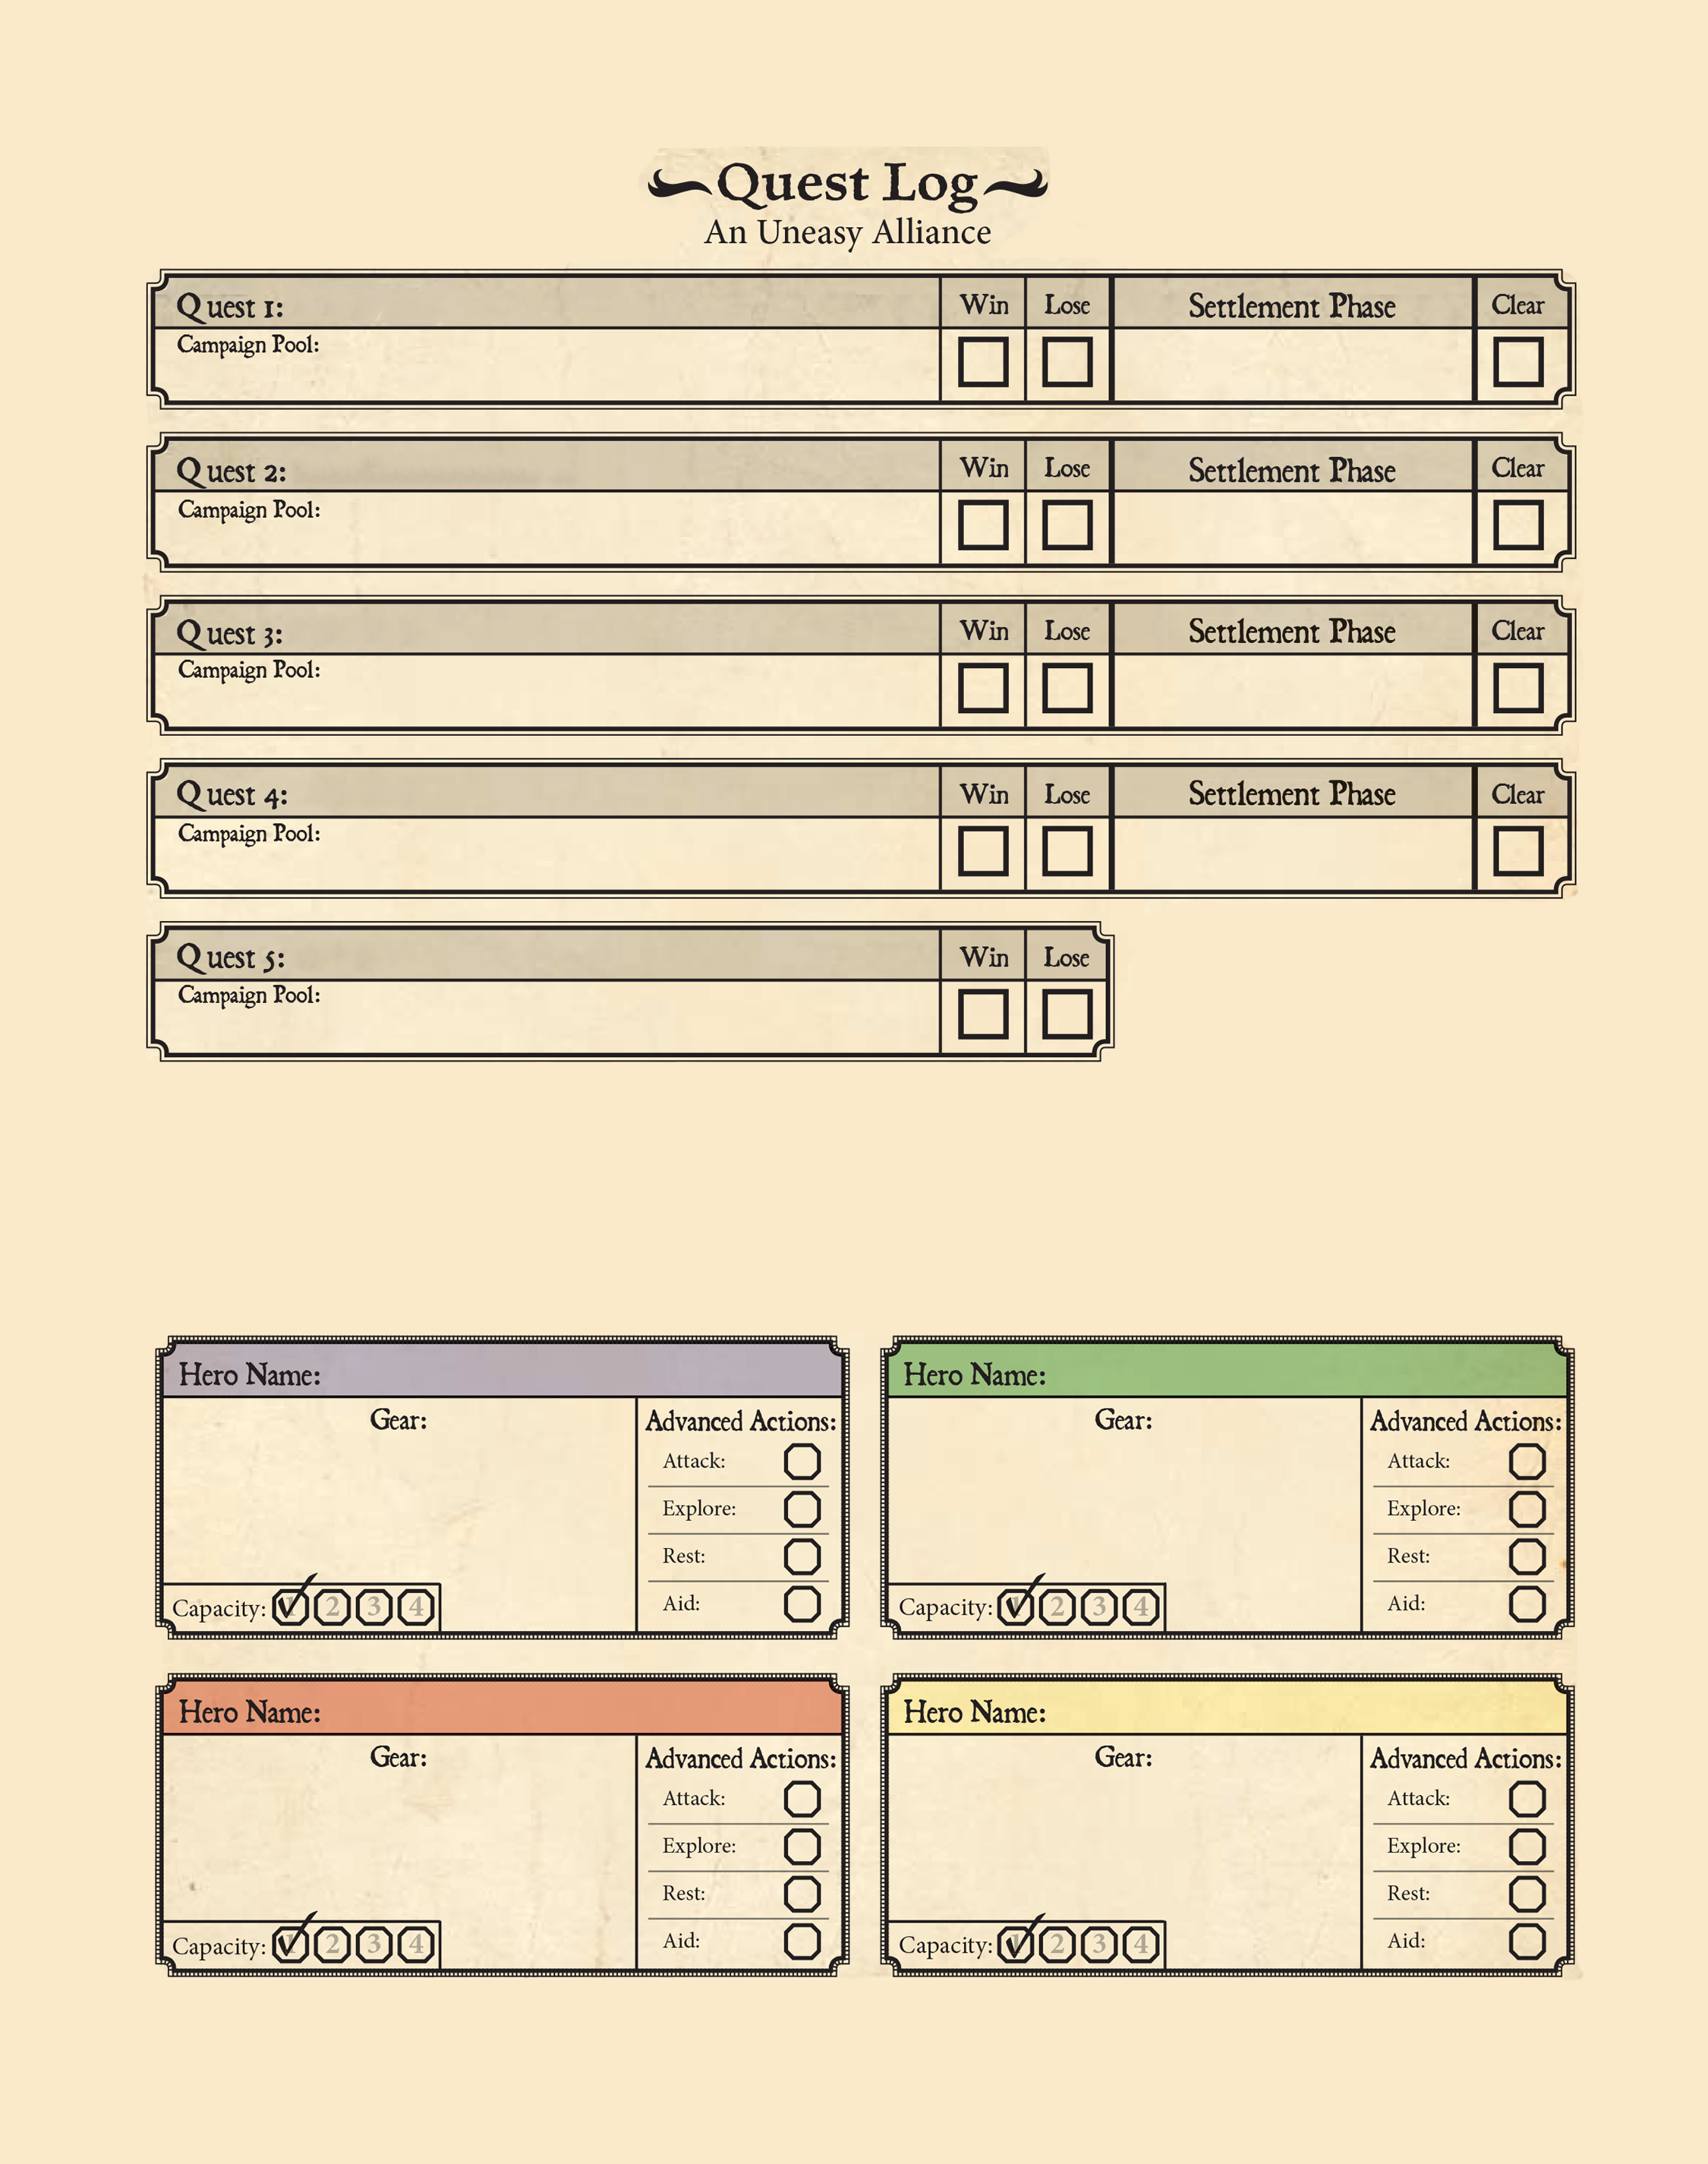 Quest Log
An Uneasy Alliance
Quest 1: Win Lose Settlement Phase Clear
Campaign Pool:
Quest 2: Win Lose Settlement Phase Clear
Campaign Pool:
Quest 3: Win Lose Settlement Phase Clear
Campaign Pool:
Quest 4: Win Lose Settlement Phase Clear
Campaign Pool:
Quest 5: Win Lose
Campaign Pool:
Hero Name:
Gear:
Advanced Actions:
Attack:
Explore:
Rest:
Aid:
Capacity: 1 2 3 4
Hero Name:
Gear:
Advanced Actions:
Attack:
Explore:
Rest:
Aid:
Capacity: 1 2 3 4
Hero Name:
Gear:
Advanced Actions:
Attack:
Explore:
Rest:
Aid:
Capacity: 1 2 3 4
Hero Name:
Gear:
Advanced Actions:
Attack:
Explore:
Rest:
Aid:
Capacity: 1 2 3 4